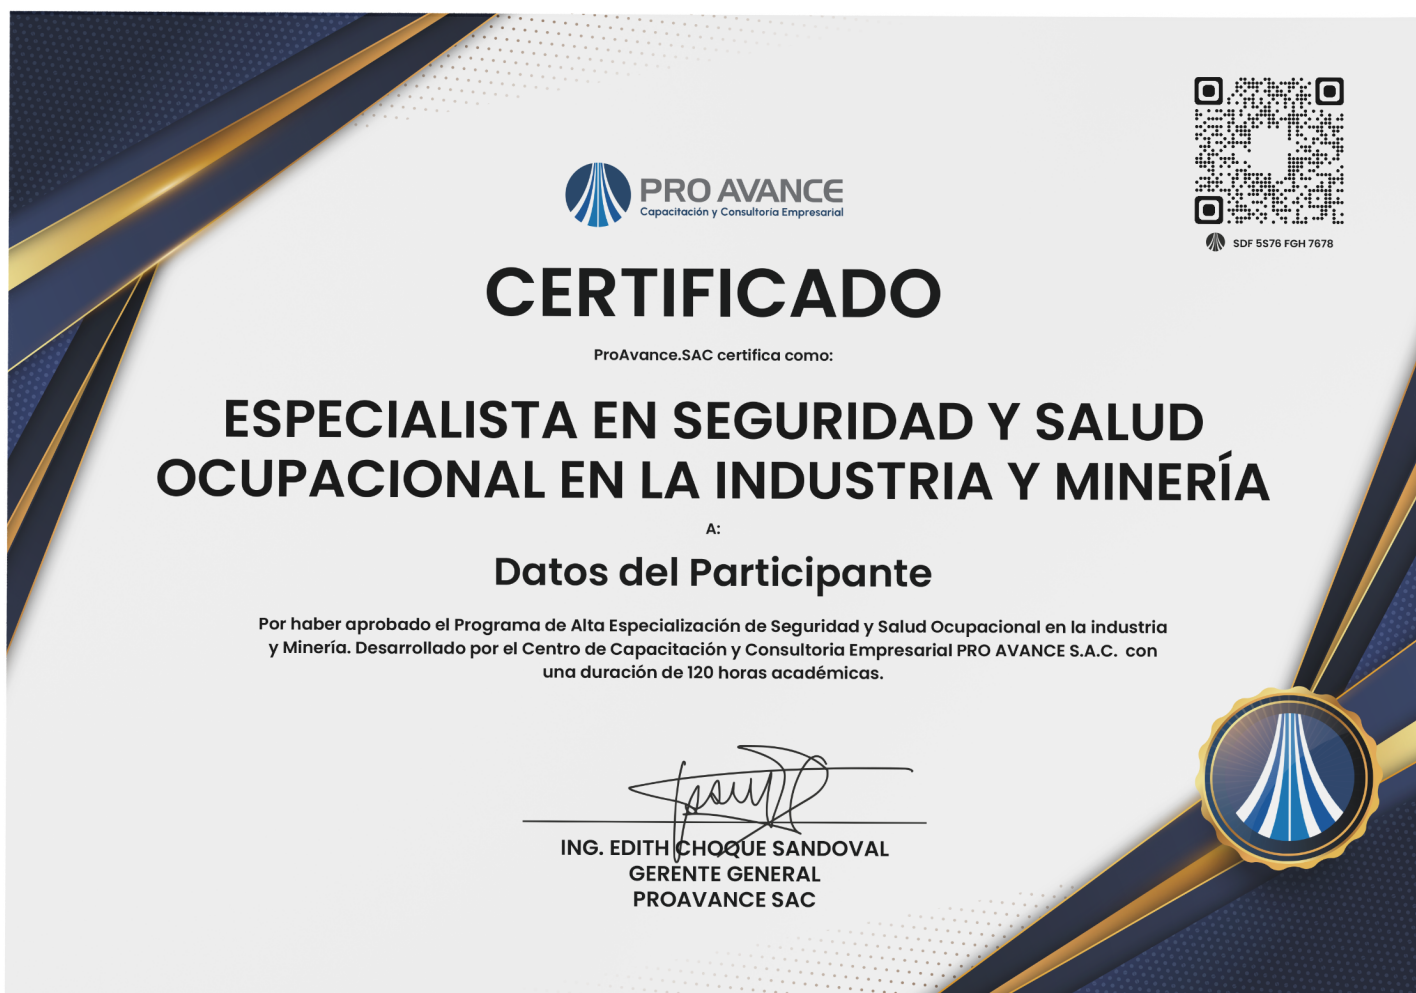 SDF 5S76 FGH 7678
PRO AVANCE
Capacitación y Consultoría Empresarial
CERTIFICADO
ProAvance.SAC certifica como:
ESPECIALISTA EN SEGURIDAD Y SALUD
OCUPACIONAL EN LA INDUSTRIA Y MINERÍA
A:
Datos del Participante
Por haber aprobado el Programa de Alta Especialización de Seguridad y Salud Ocupacional en la industria
y Minería. Desarrollado por el Centro de Capacitación y Consultoria Empresarial PRO AVANCE S.A.C. con
una duración de 120 horas académicas.
ING. EDITH CHOQUE SANDOVAL
GERENTE GENERAL
PROAVANCE SAC